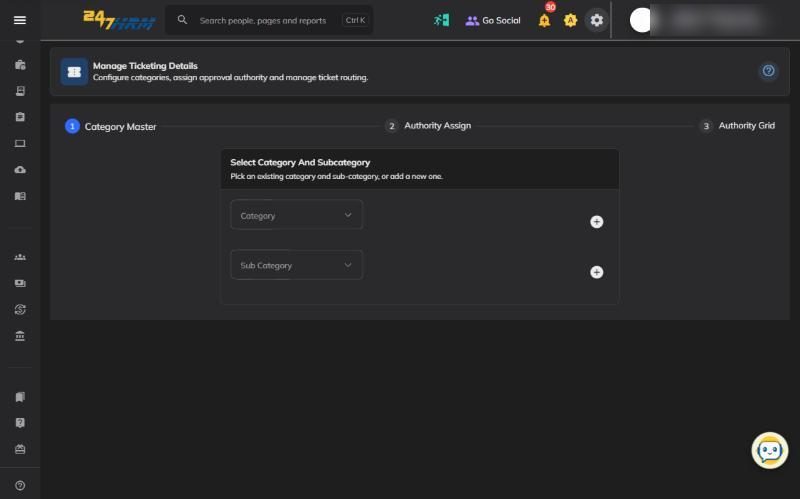 247HRM
Search people, pages and reports
Ctrl K
Go Social
30
A
Manage Ticketing Details
Configure categories, assign approval authority and manage ticket routing.
1 Category Master
2 Authority Assign
3 Authority Grid
Select Category And Subcategory
Pick an existing category and sub-category, or add a new one.
Category
Sub Category